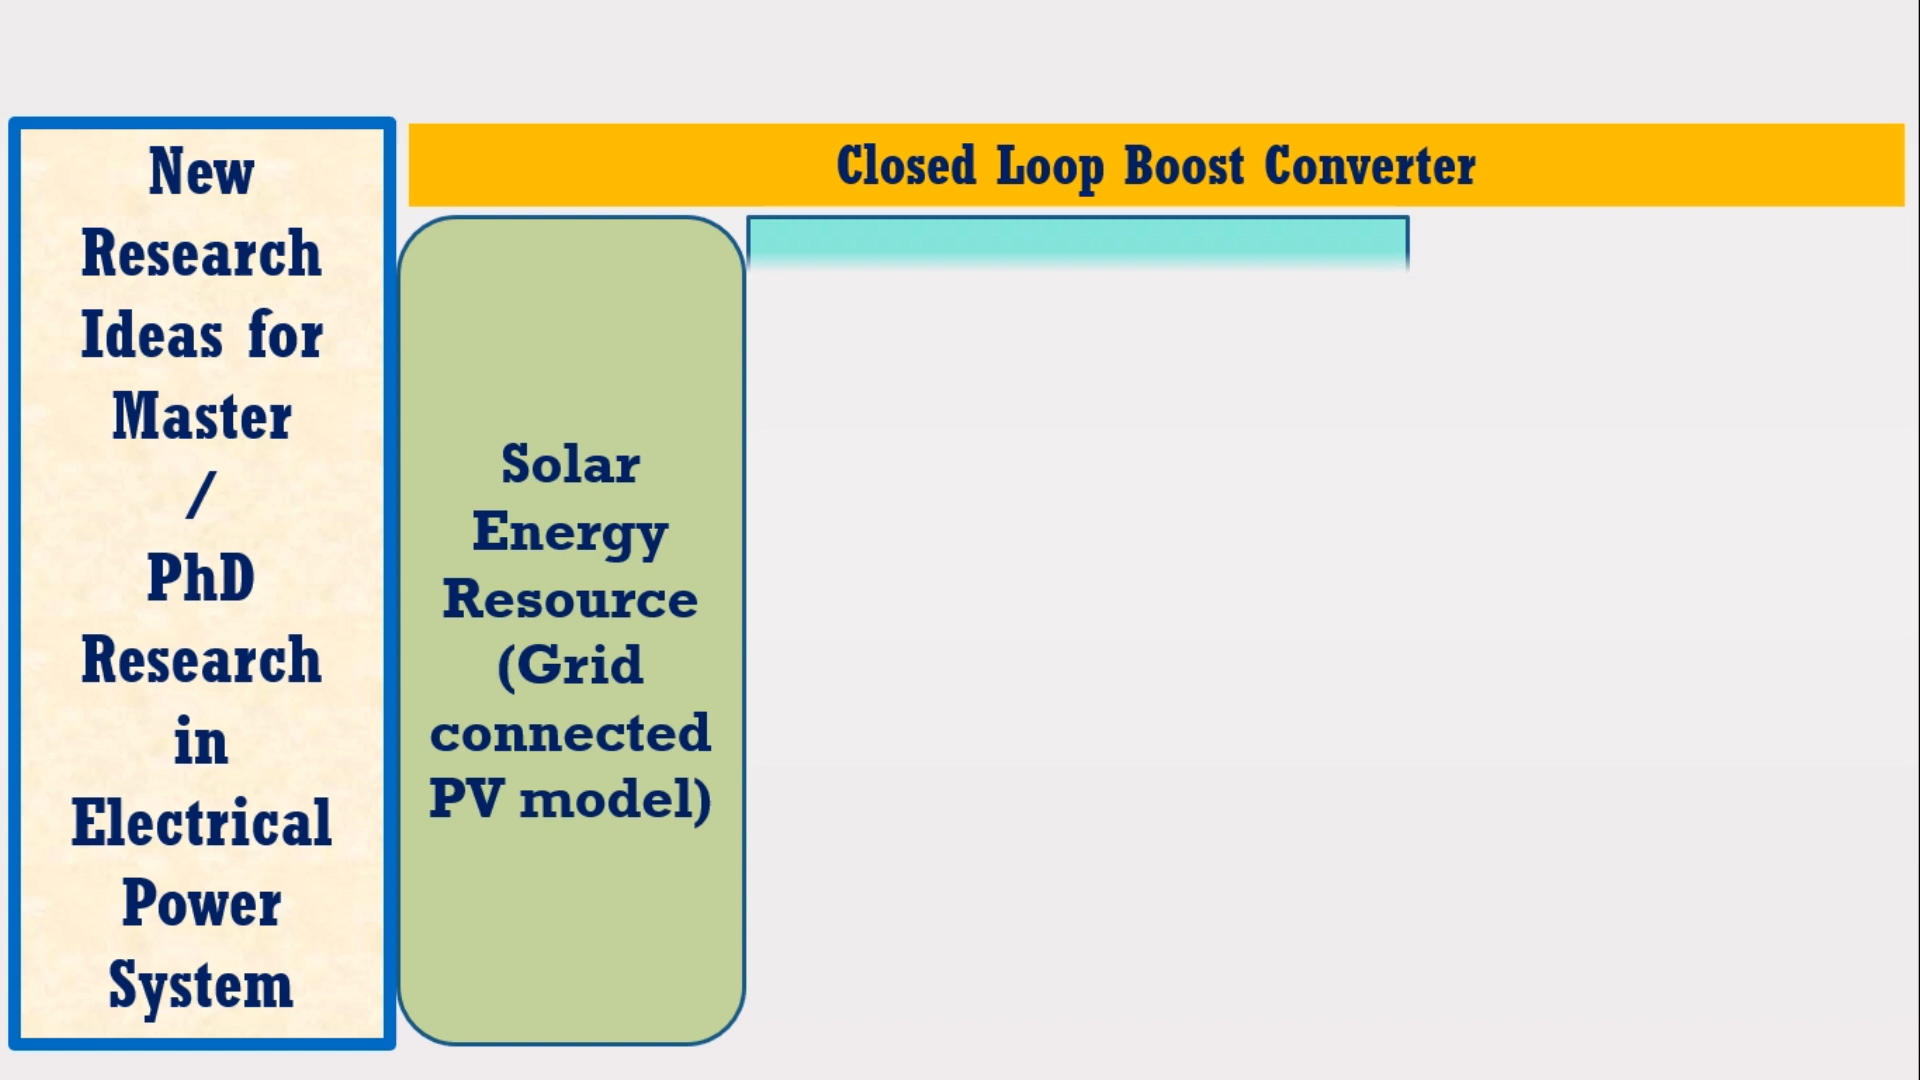 New
Research
Ideas for
Master
/
PhD
Research
in
Electrical
Power
System
Closed Loop Boost Converter
Solar
Energy
Resource
(Grid
connected
PV model)